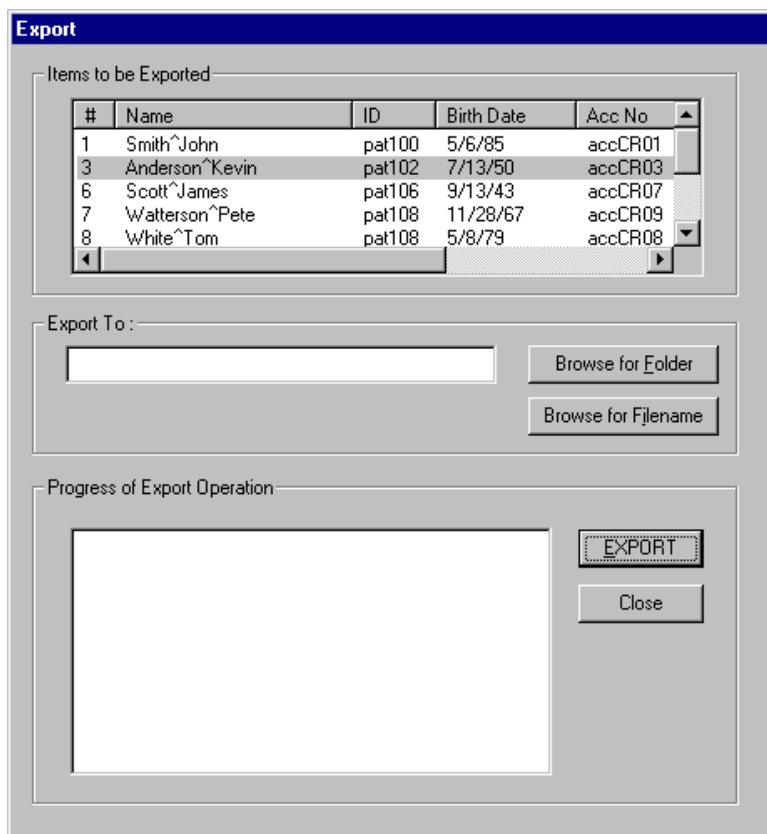 Export
Items to be Exported
# Name ID Birth Date Acc No
1 Smith^John pat100 5/6/85 accCR01
3 Anderson^Kevin pat102 7/13/50 accCR03
6 Scott^James pat106 9/13/43 accCR07
7 Watterson^Pete pat108 11/28/67 accCR09
8 White^Tom pat108 5/8/79 accCR08
Export To :
Browse for Folder
Browse for Filename
Progress of Export Operation
EXPORT
Close